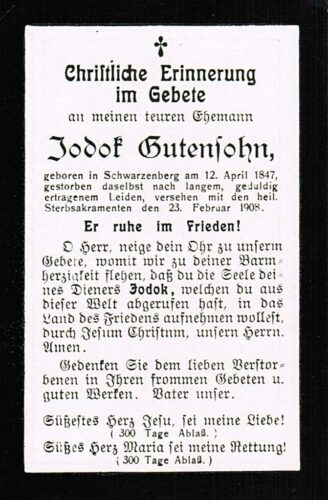 Christliche Erinnerung
im Gebete
an meinen teuren Ehemann
Jodok Gutensohn,
geboren in Schwarzenberg am 12. April 1847,
gestorben daselbst nach langem, geduldig
ertragenem Leiden, versehen mit den heil.
Sterbsakramenten den 23. Februar 1908.
Er ruhe im Frieden!
O Herr, neige dein Ohr zu unserm
Gebete, womit wir zu deiner Barm-
herzigkeit flehen, daß du die Seele dei-
nes Dieners Jodok, welchen du aus
dieser Welt abgerufen hast, in das
Land des Friedens aufnehmen wollest,
durch Jesum Christum, unsern Herrn.
Amen.
Gedenken Sie dem lieben Verstor-
benen in Ihren frommen Gebeten u.
guten Werken. Vater unser.
Süßestes Herz Jesu, sei meine Liebe!
(300 Tage Ablaß.)
Süßes Herz Maria sei meine Rettung!
(300 Tage Ablaß.)